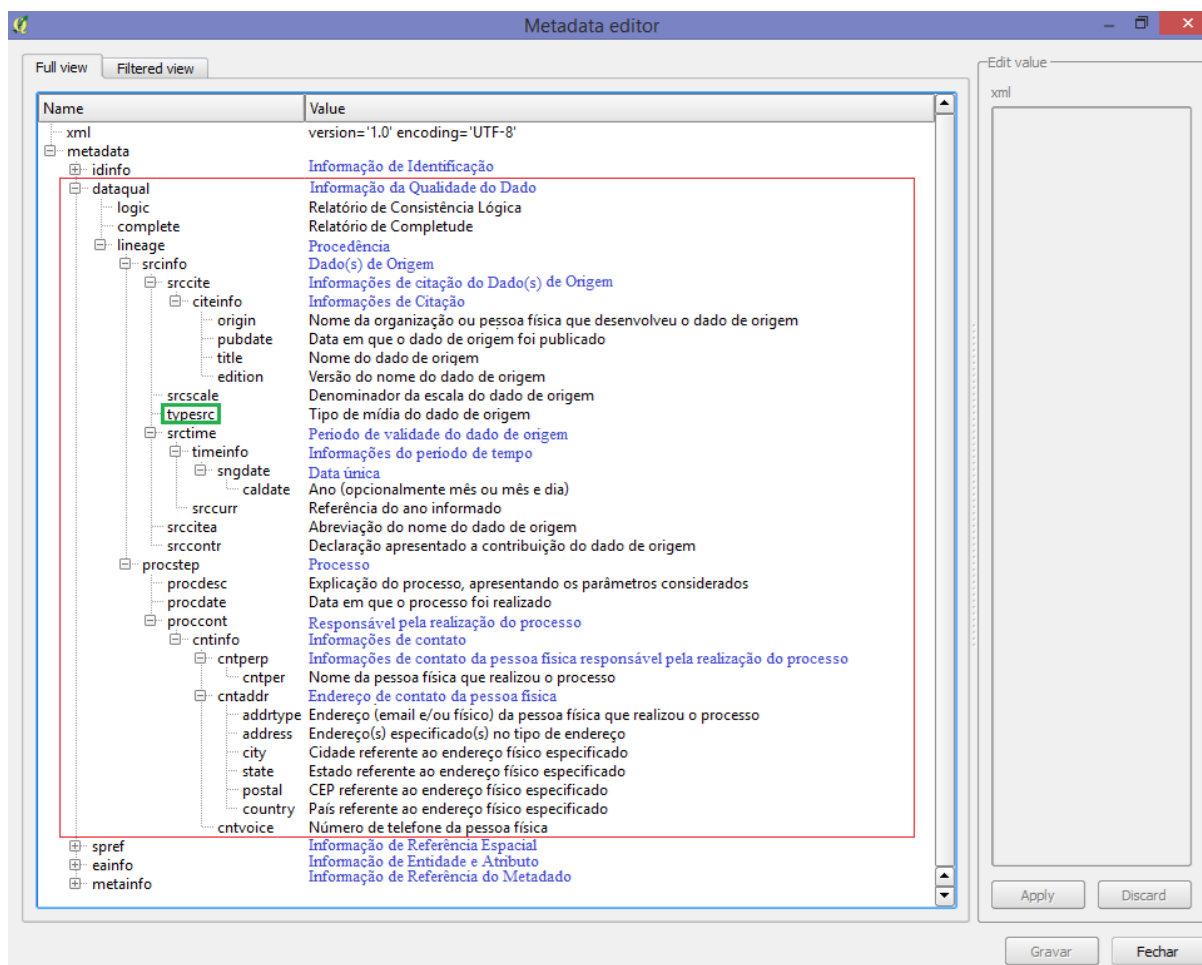 Metadata editor
Full view
Filtered view
Edit value
xml
Name Value
xml version='1.0' encoding='UTF-8'
metadata
idinfo Informação de Identificação
dataqual Informação da Qualidade do Dado
logic Relatório de Consistência Lógica
complete Relatório de Completude
lineage Procedência
srcinfo Dado(s) de Origem
srccite Informações de citação do Dado(s) de Origem
citeinfo Informações de Citação
origin Nome da organização ou pessoa física que desenvolveu o dado de origem
pubdate Data em que o dado de origem foi publicado
title Nome do dado de origem
edition Versão do nome do dado de origem
srcscale Denominador da escala do dado de origem
typesrc Tipo de mídia do dado de origem
srctime Período de validade do dado de origem
timeinfo Informações do período de tempo
sngdate Data única
caldate Ano (opcionalmente mês ou mês e dia)
srccurr Referência do ano informado
srccitea Abreviação do nome do dado de origem
srccontr Declaração apresentado a contribuição do dado de origem
procstep Processo
procdesc Explicação do processo, apresentando os parâmetros considerados
procdate Data em que o processo foi realizado
proccont Responsável pela realização do processo
cntinfo Informações de contato
cntperp Informações de contato da pessoa física responsável pela realização do processo
cntper Nome da pessoa física que realizou o processo
cntaddr Endereço de contato da pessoa física
addrtype Endereço (email e/ou físico) da pessoa física que realizou o processo
address Endereço(s) especificado(s) no tipo de endereço
city Cidade referente ao endereço físico especificado
state Estado referente ao endereço físico especificado
postal CEP referente ao endereço físico especificado
country País referente ao endereço físico especificado
cntvoice Número de telefone da pessoa física
spref Informação de Referência Espacial
eainfo Informação de Entidade e Atributo
metainfo Informação de Referência do Metadado
Apply
Discard
Gravar
Fechar